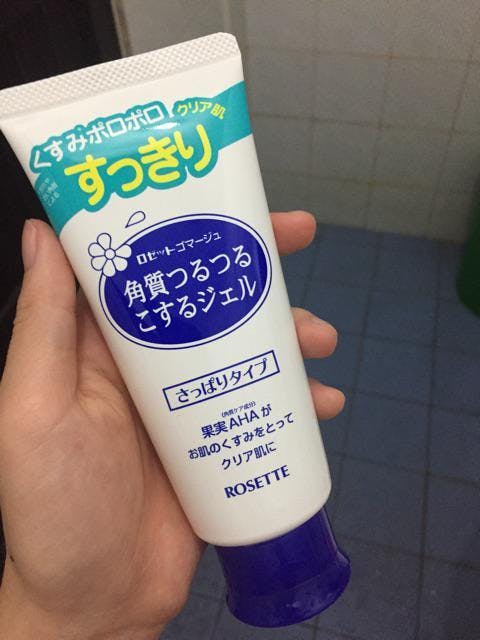 くすみポロポロ クリア肌
すっきり
ロゼット ゴマージュ
角質つるつる
こするジェル
さっぱりタイプ
(角質ケア成分)
果実AHAが
お肌のくすみをとって
クリア肌に
ROSETTE